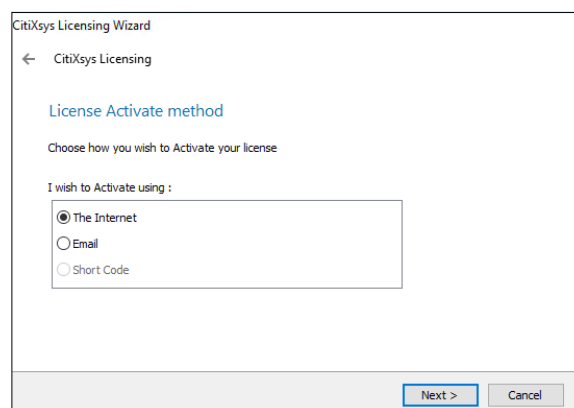 CitiXsys Licensing Wizard
CitiXsys Licensing
License Activate method
Choose how you wish to Activate your license
I wish to Activate using :
The Internet
Email
Short Code
Next > Cancel